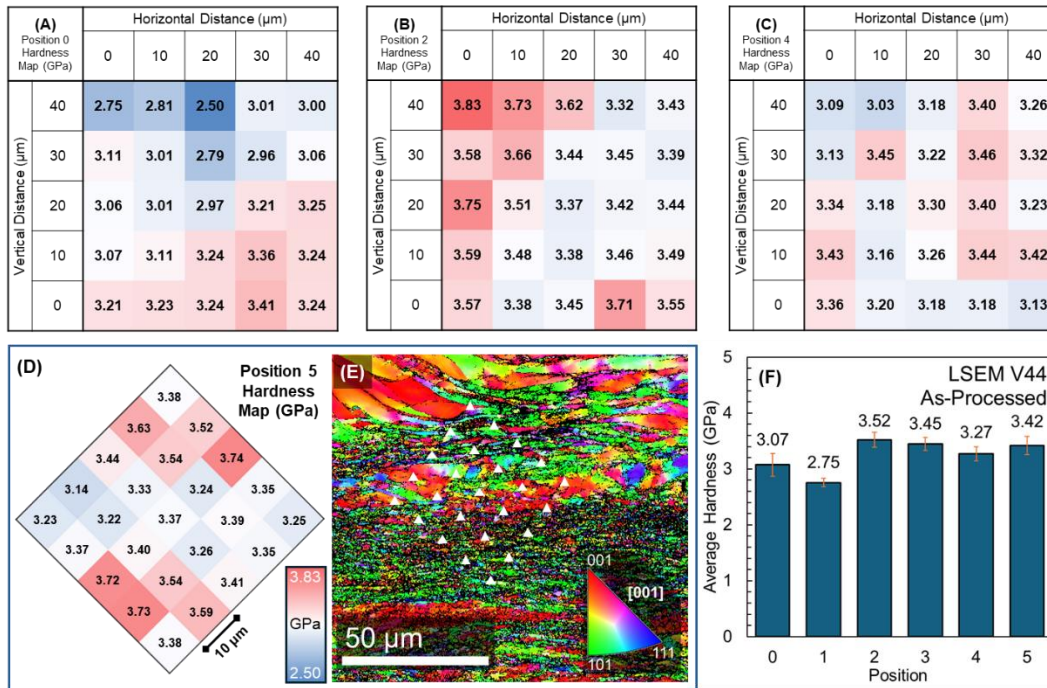 (A)
Position 0
Hardness
Map (GPa)
Horizontal Distance (µm)
0 10 20 30 40
Vertical Distance (µm)
40 2.75 2.81 2.50 3.01 3.00
30 3.11 3.01 2.79 2.96 3.06
20 3.06 3.01 2.97 3.21 3.25
10 3.07 3.11 3.24 3.36 3.24
0 3.21 3.23 3.24 3.41 3.24
(B)
Position 2
Hardness
Map (GPa)
Horizontal Distance (µm)
0 10 20 30 40
Vertical Distance (µm)
40 3.83 3.73 3.62 3.32 3.43
30 3.58 3.66 3.44 3.45 3.39
20 3.75 3.51 3.37 3.42 3.44
10 3.59 3.48 3.38 3.46 3.49
0 3.57 3.38 3.45 3.71 3.55
(C)
Position 4
Hardness
Map (GPa)
Horizontal Distance (µm)
0 10 20 30 40
Vertical Distance (µm)
40 3.09 3.03 3.18 3.40 3.26
30 3.13 3.45 3.22 3.46 3.32
20 3.34 3.18 3.30 3.40 3.23
10 3.43 3.16 3.26 3.44 3.42
0 3.36 3.20 3.18 3.18 3.13
(D)
Position 5
Hardness
Map (GPa)
3.38
3.63 3.52
3.44 3.54 3.74
3.14 3.33 3.24 3.35
3.23 3.22 3.37 3.39 3.25
3.37 3.40 3.26 3.35
3.72 3.54 3.41
3.73 3.59
3.38
10 µm
3.83
GPa
2.50
(E)
50 µm
001
[001]
101
111
(F)
LSEM V44
As-Processed
Average Hardness (GPa)
5
4
3
2
1
0
3.07 2.75 3.52 3.45 3.27 3.42
0 1 2 3 4 5
Position